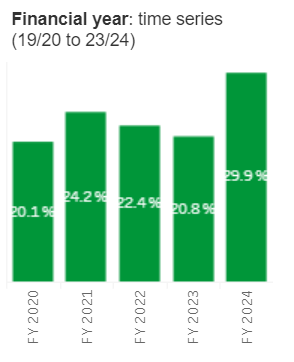 Financial year: time series
(19/20 to 23/24)
20.1 %
24.2 %
22.4 %
20.8 %
29.9 %
FY 2020
FY 2021
FY 2022
FY 2023
FY 2024